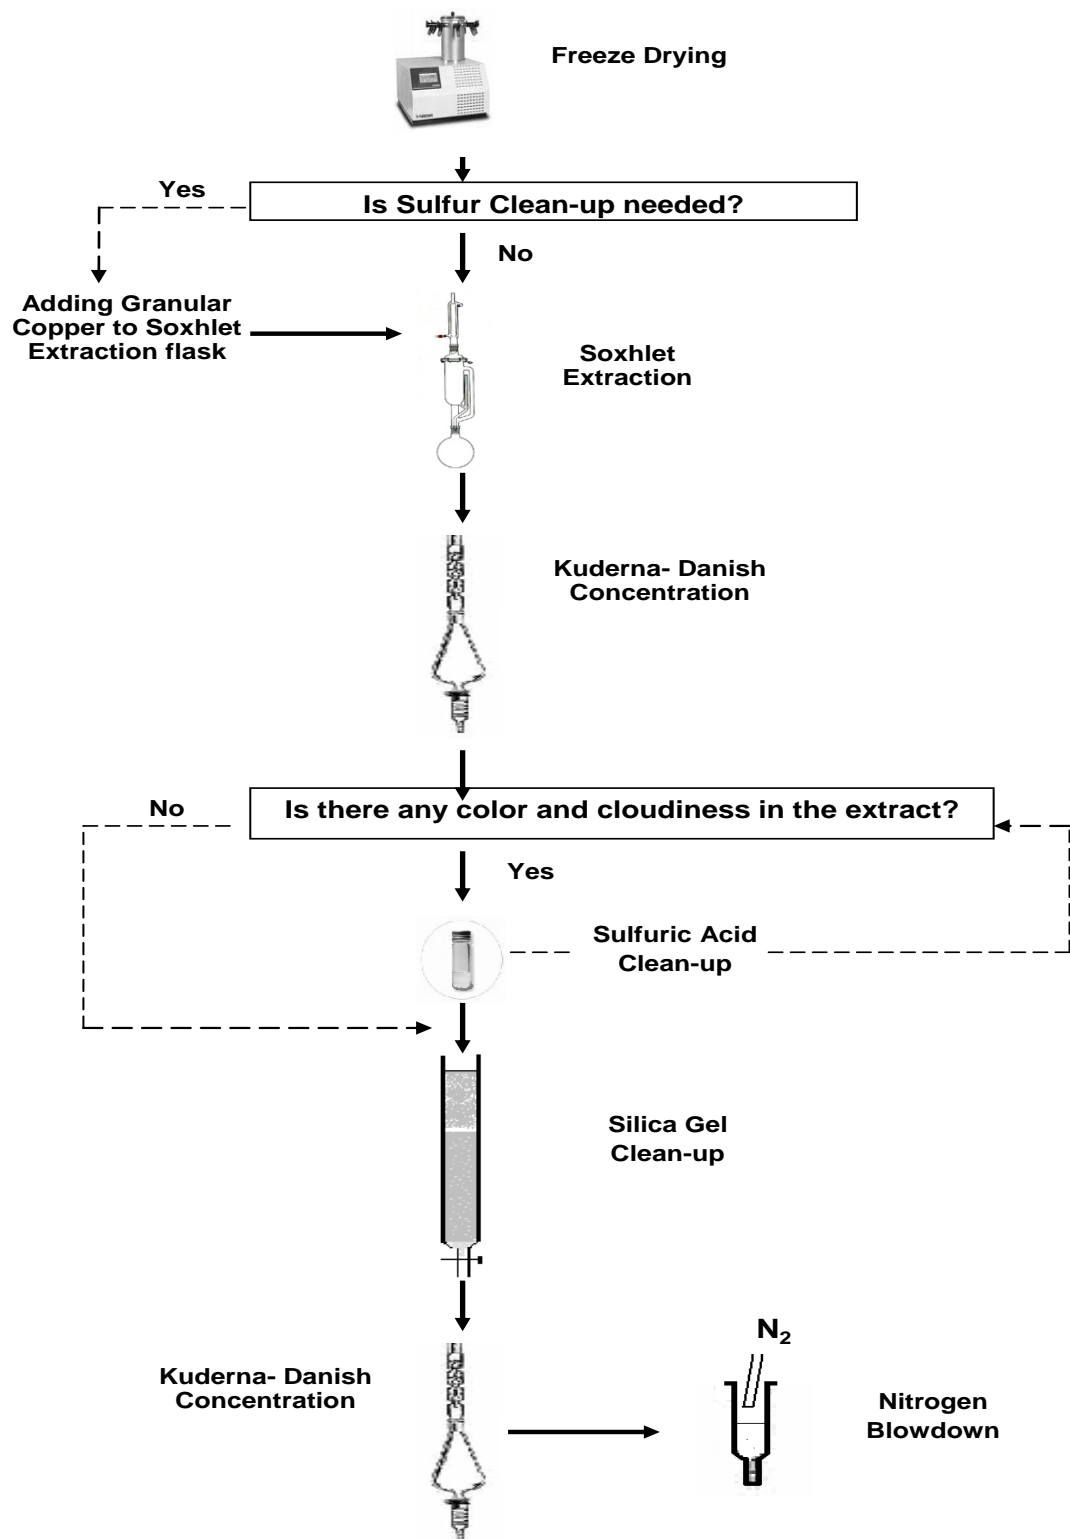 Freeze Drying
Yes
Is Sulfur Clean-up needed?
No
Adding Granular
Copper to Soxhlet
Extraction flask
Soxhlet
Extraction
Kuderna- Danish
Concentration
No
Is there any color and cloudiness in the extract?
Yes
Sulfuric Acid
Clean-up
Silica Gel
Clean-up
N₂
Kuderna- Danish
Concentration
Nitrogen
Blowdown